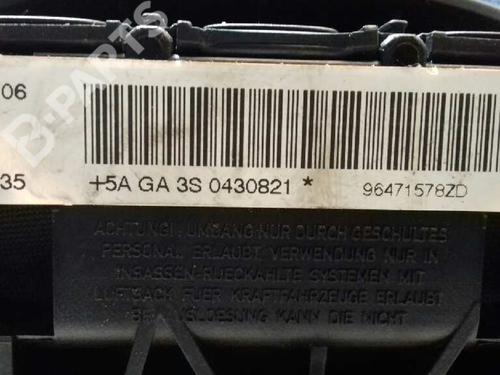 B-PARTS
06
35
+5A GA 3S 0430821 *
96471578ZD
ACHTUNG!: UMGANG NUR DURCH GESCHULTES
PERSONAL ERLAUBT VERWENDUNG NUR IN
INSASSEN-RUECKAHLTE SYSTEMEN MIT
LUFTSACK FUER KRAFTFAHRZEUGE ERLAUBT
KANN DIE NICHT